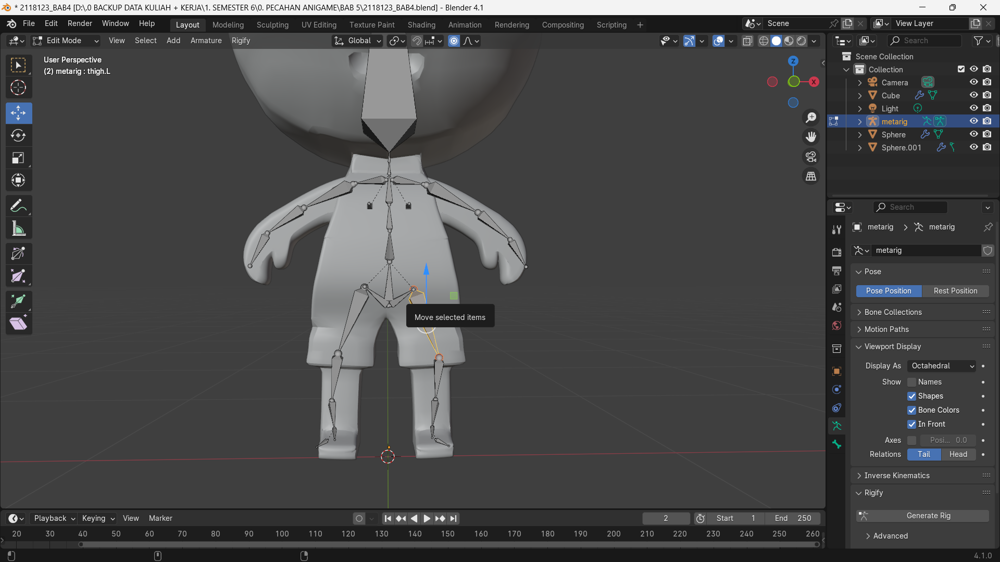 * 2118123_BAB4 [D:\.0 BACKUP DATA KULIAH + KERJA\1. SEMESTER 6\0. PECAHAN ANIGAME\BAB 5\2118123_BAB4.blend] - Blender 4.1
File Edit Render Window Help
Layout Modeling Sculpting UV Editing Texture Paint Shading Animation Rendering Compositing Scripting +
Scene
View Layer
Edit Mode View Select Add Armature Rigify
Global
Search
User Perspective
(2) metarig : thigh.L
Z
X
Scene Collection
Collection
Camera
Cube
Light
metarig
Sphere
Sphere.001
Move selected items
Search
metarig > metarig
metarig
Pose
Pose Position Rest Position
Bone Collections
Motion Paths
Viewport Display
Display As Octahedral
Show Names
Shapes
Bone Colors
In Front
Axes Posi... 0.0
Relations Tail Head
Inverse Kinematics
Rigify
Generate Rig
Advanced
Playback Keying View Marker
2
Start 1
End 250
20 30 40 50 60 70 80 90 100 110 120 130 140 150 160 170 180 190 200 210 220 230 240 250 260
4.1.0